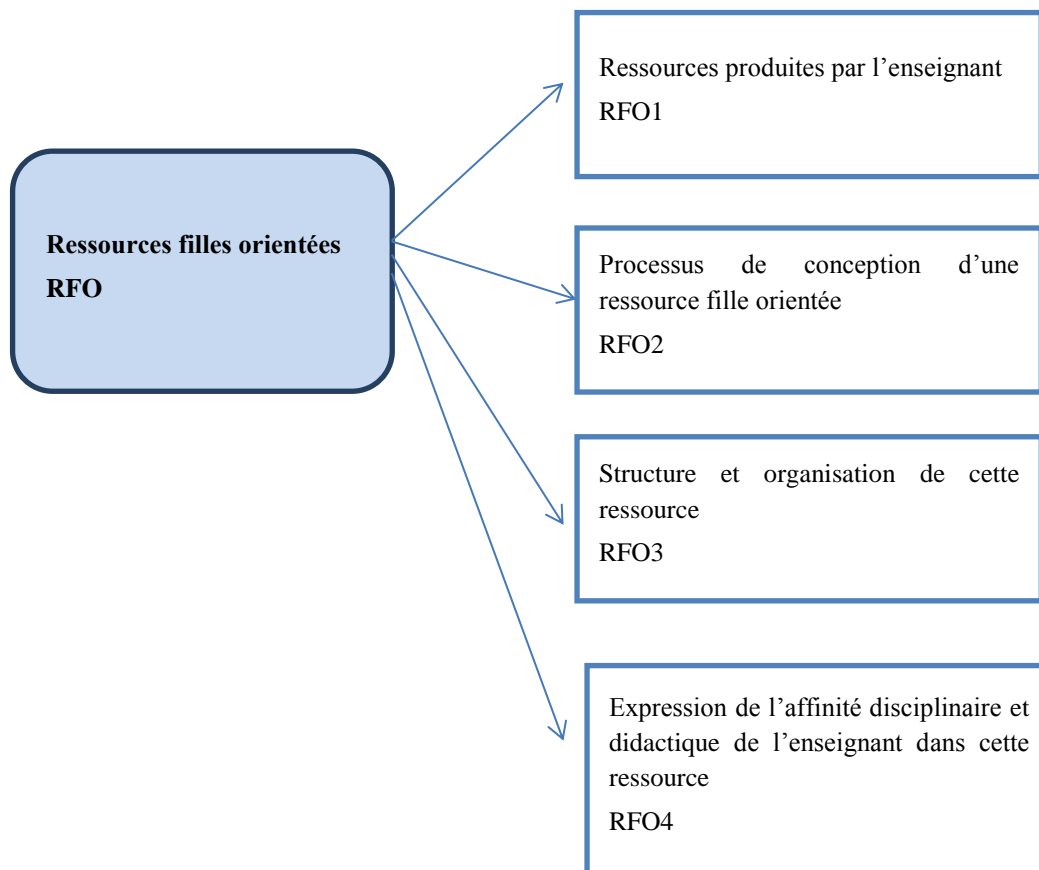 Ressources filles orientées
RFO
Ressources produites par l’enseignant
RFO1
Processus de conception d’une
ressource fille orientée
RFO2
Structure et organisation de cette
ressource
RFO3
Expression de l’affinité disciplinaire et
didactique de l’enseignant dans cette
ressource
RFO4